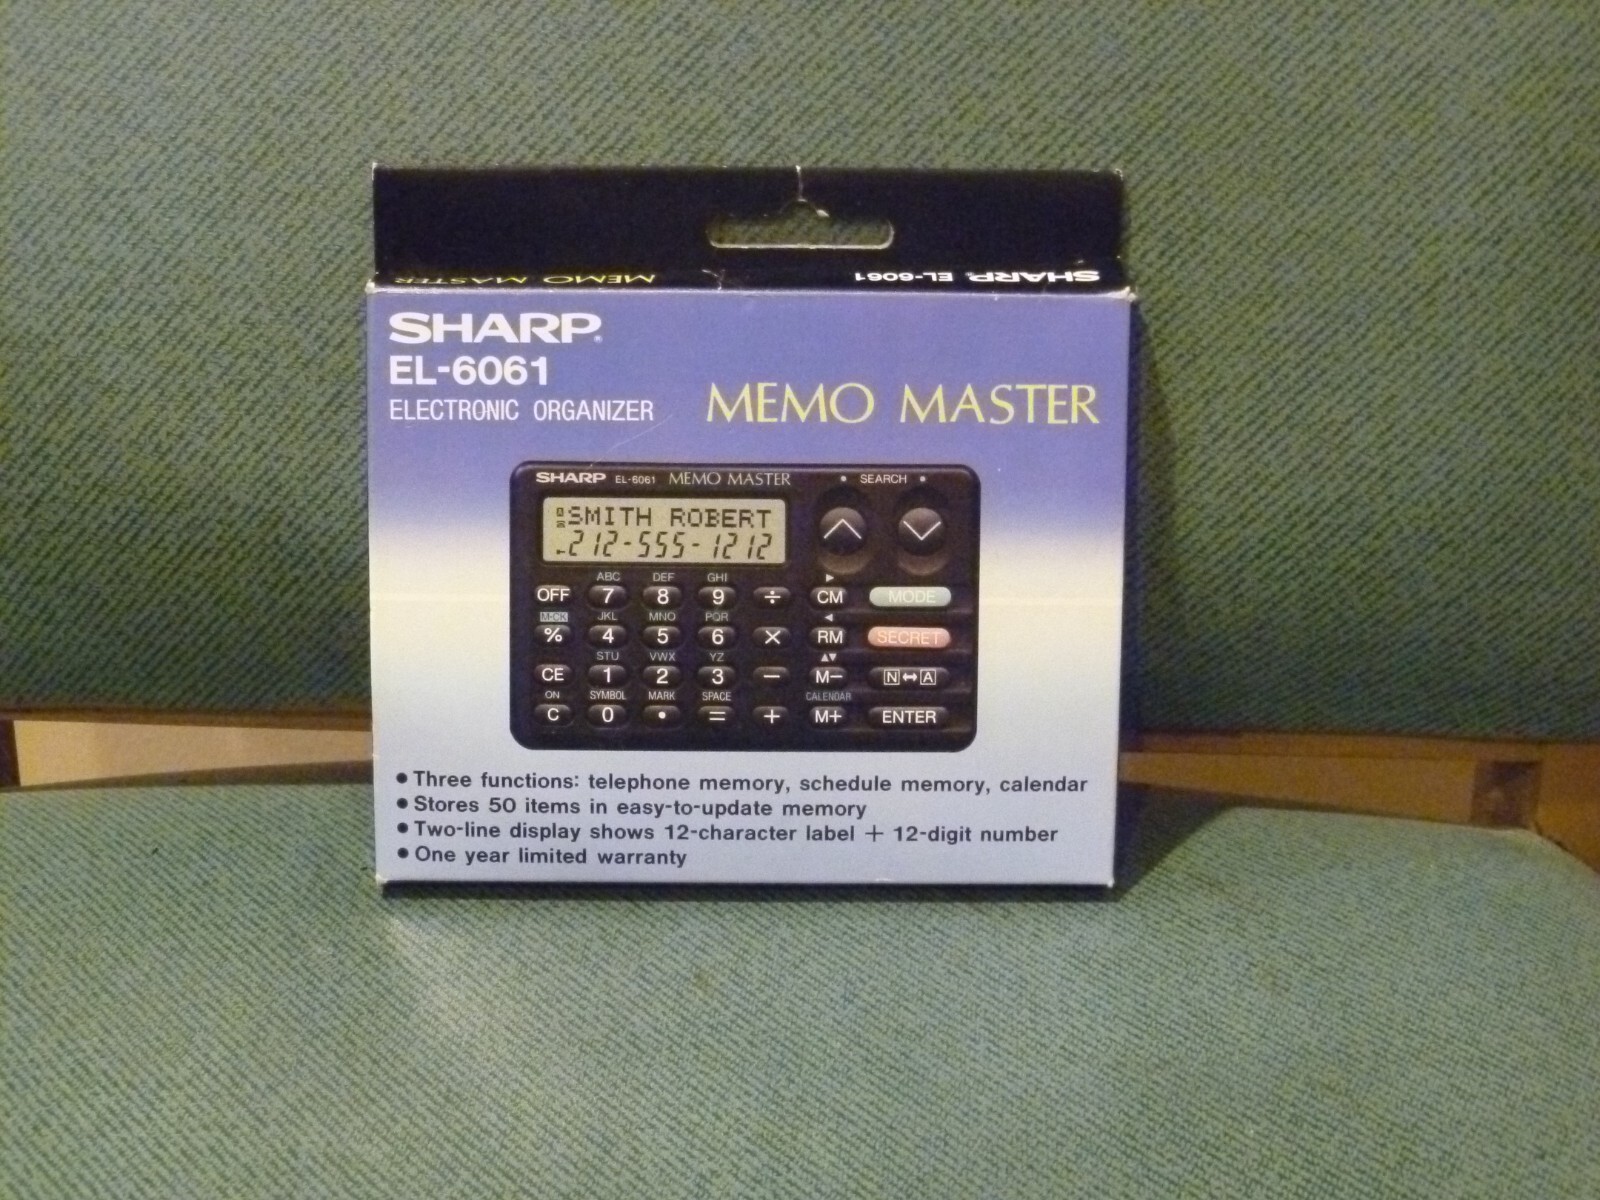 MEMO MASTER SHARP EL-6061
SHARP
EL-6061
ELECTRONIC ORGANIZER
MEMO MASTER
SHARP EL-6061 MEMO MASTER • SEARCH •
SMITH ROBERT
212-555-1212
ABC DEF GHI ►
OFF 7 8 9 ÷ CM MODE
M-CK JKL MNO PQR ◄
% 4 5 6 × RM SECRET
STU VWX YZ ▲▼
CE 1 2 3 − M− N↔A
ON SYMBOL MARK SPACE CALENDAR
C 0 • = + M+ ENTER
• Three functions: telephone memory, schedule memory, calendar
• Stores 50 items in easy-to-update memory
• Two-line display shows 12-character label + 12-digit number
• One year limited warranty